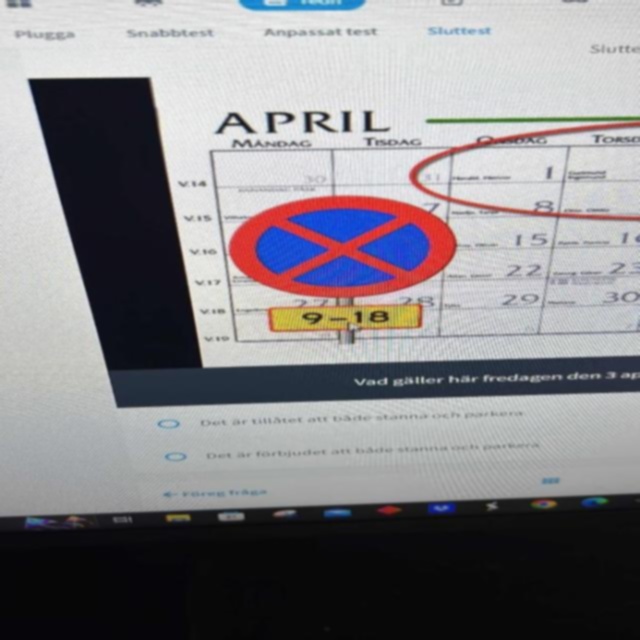 Plugga Snabbtest Anpassat test Sluttest
Slutte
APRIL
MÅNDAG TISDAG ONSDAG TORSD
V.14 30 31 1
V.15 7 8
V.16 15 16
V.17 22 23
V.18 27 28 29 30
V.19
9-18
Vad gäller här fredagen den 3 ap
Det är tillåtet att både stanna och parkera
Det är förbjudet att både stanna och parkera
← Föreg fråga